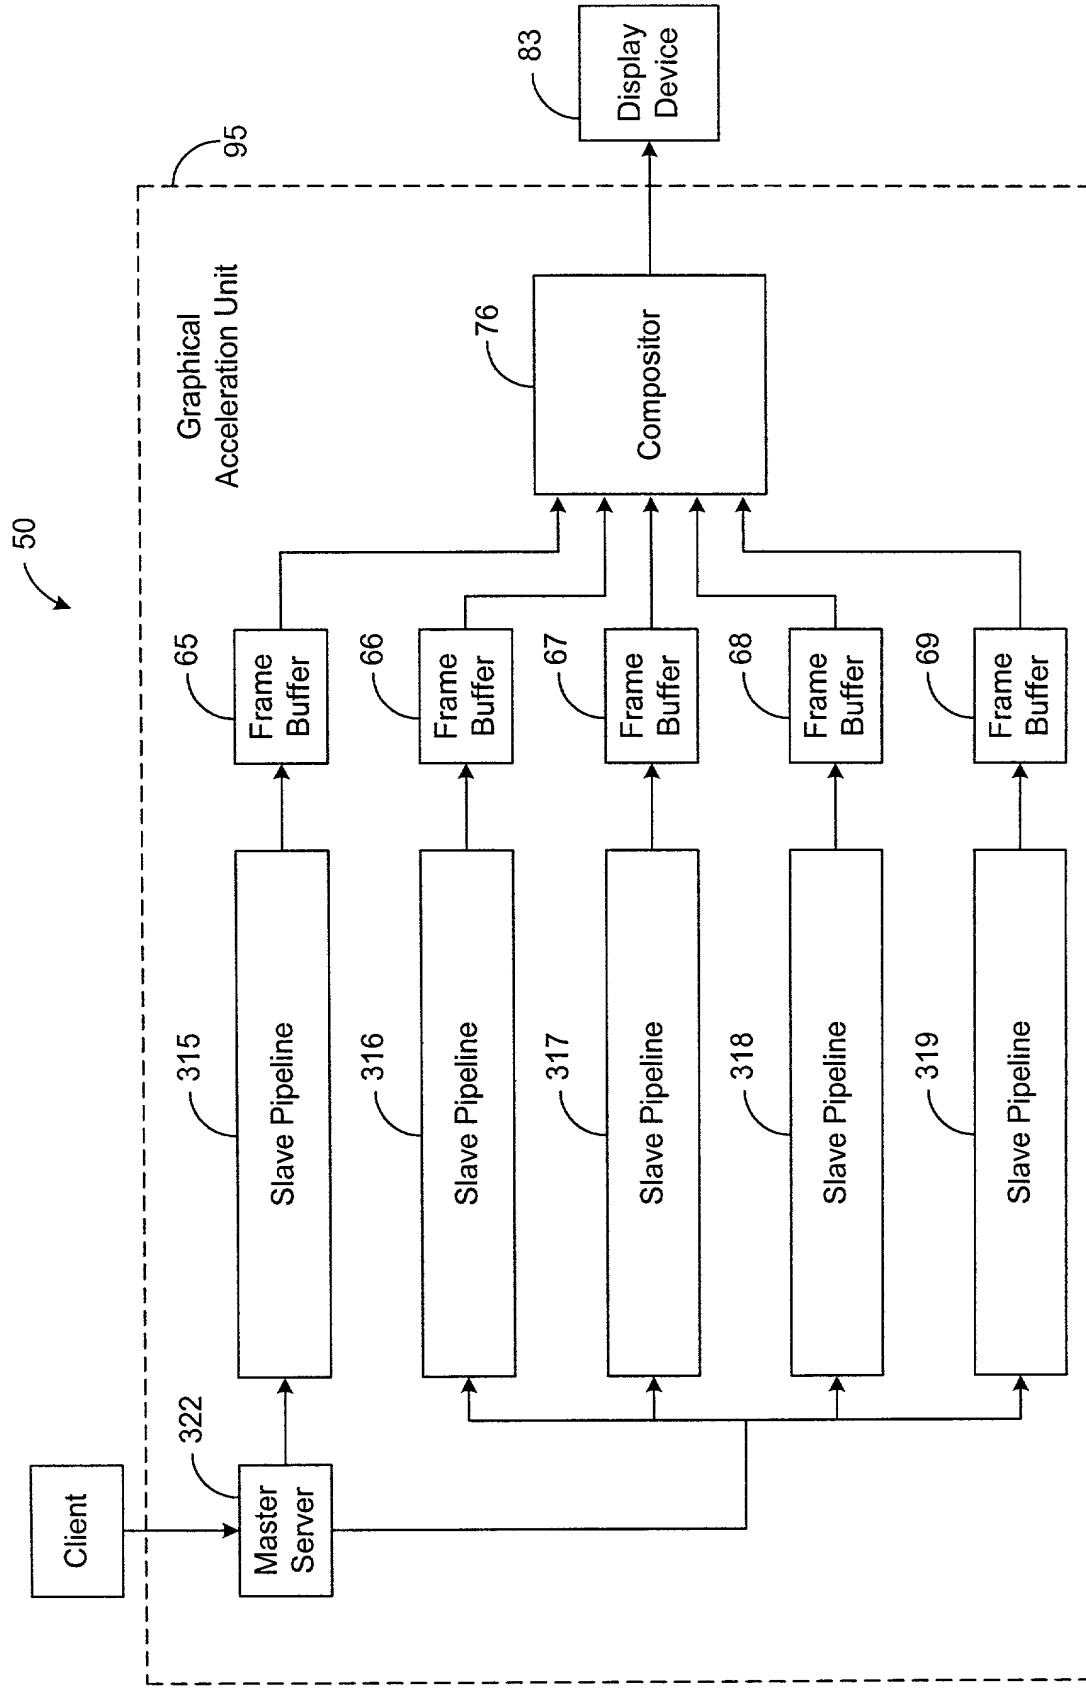 50
95
Graphical
Acceleration Unit
Client
322
Master
Server
315
Slave Pipeline
65
Frame
Buffer
316
Slave Pipeline
66
Frame
Buffer
317
Slave Pipeline
67
Frame
Buffer
318
Slave Pipeline
68
Frame
Buffer
319
Slave Pipeline
69
Frame
Buffer
76
Compositor
83
Display
Device